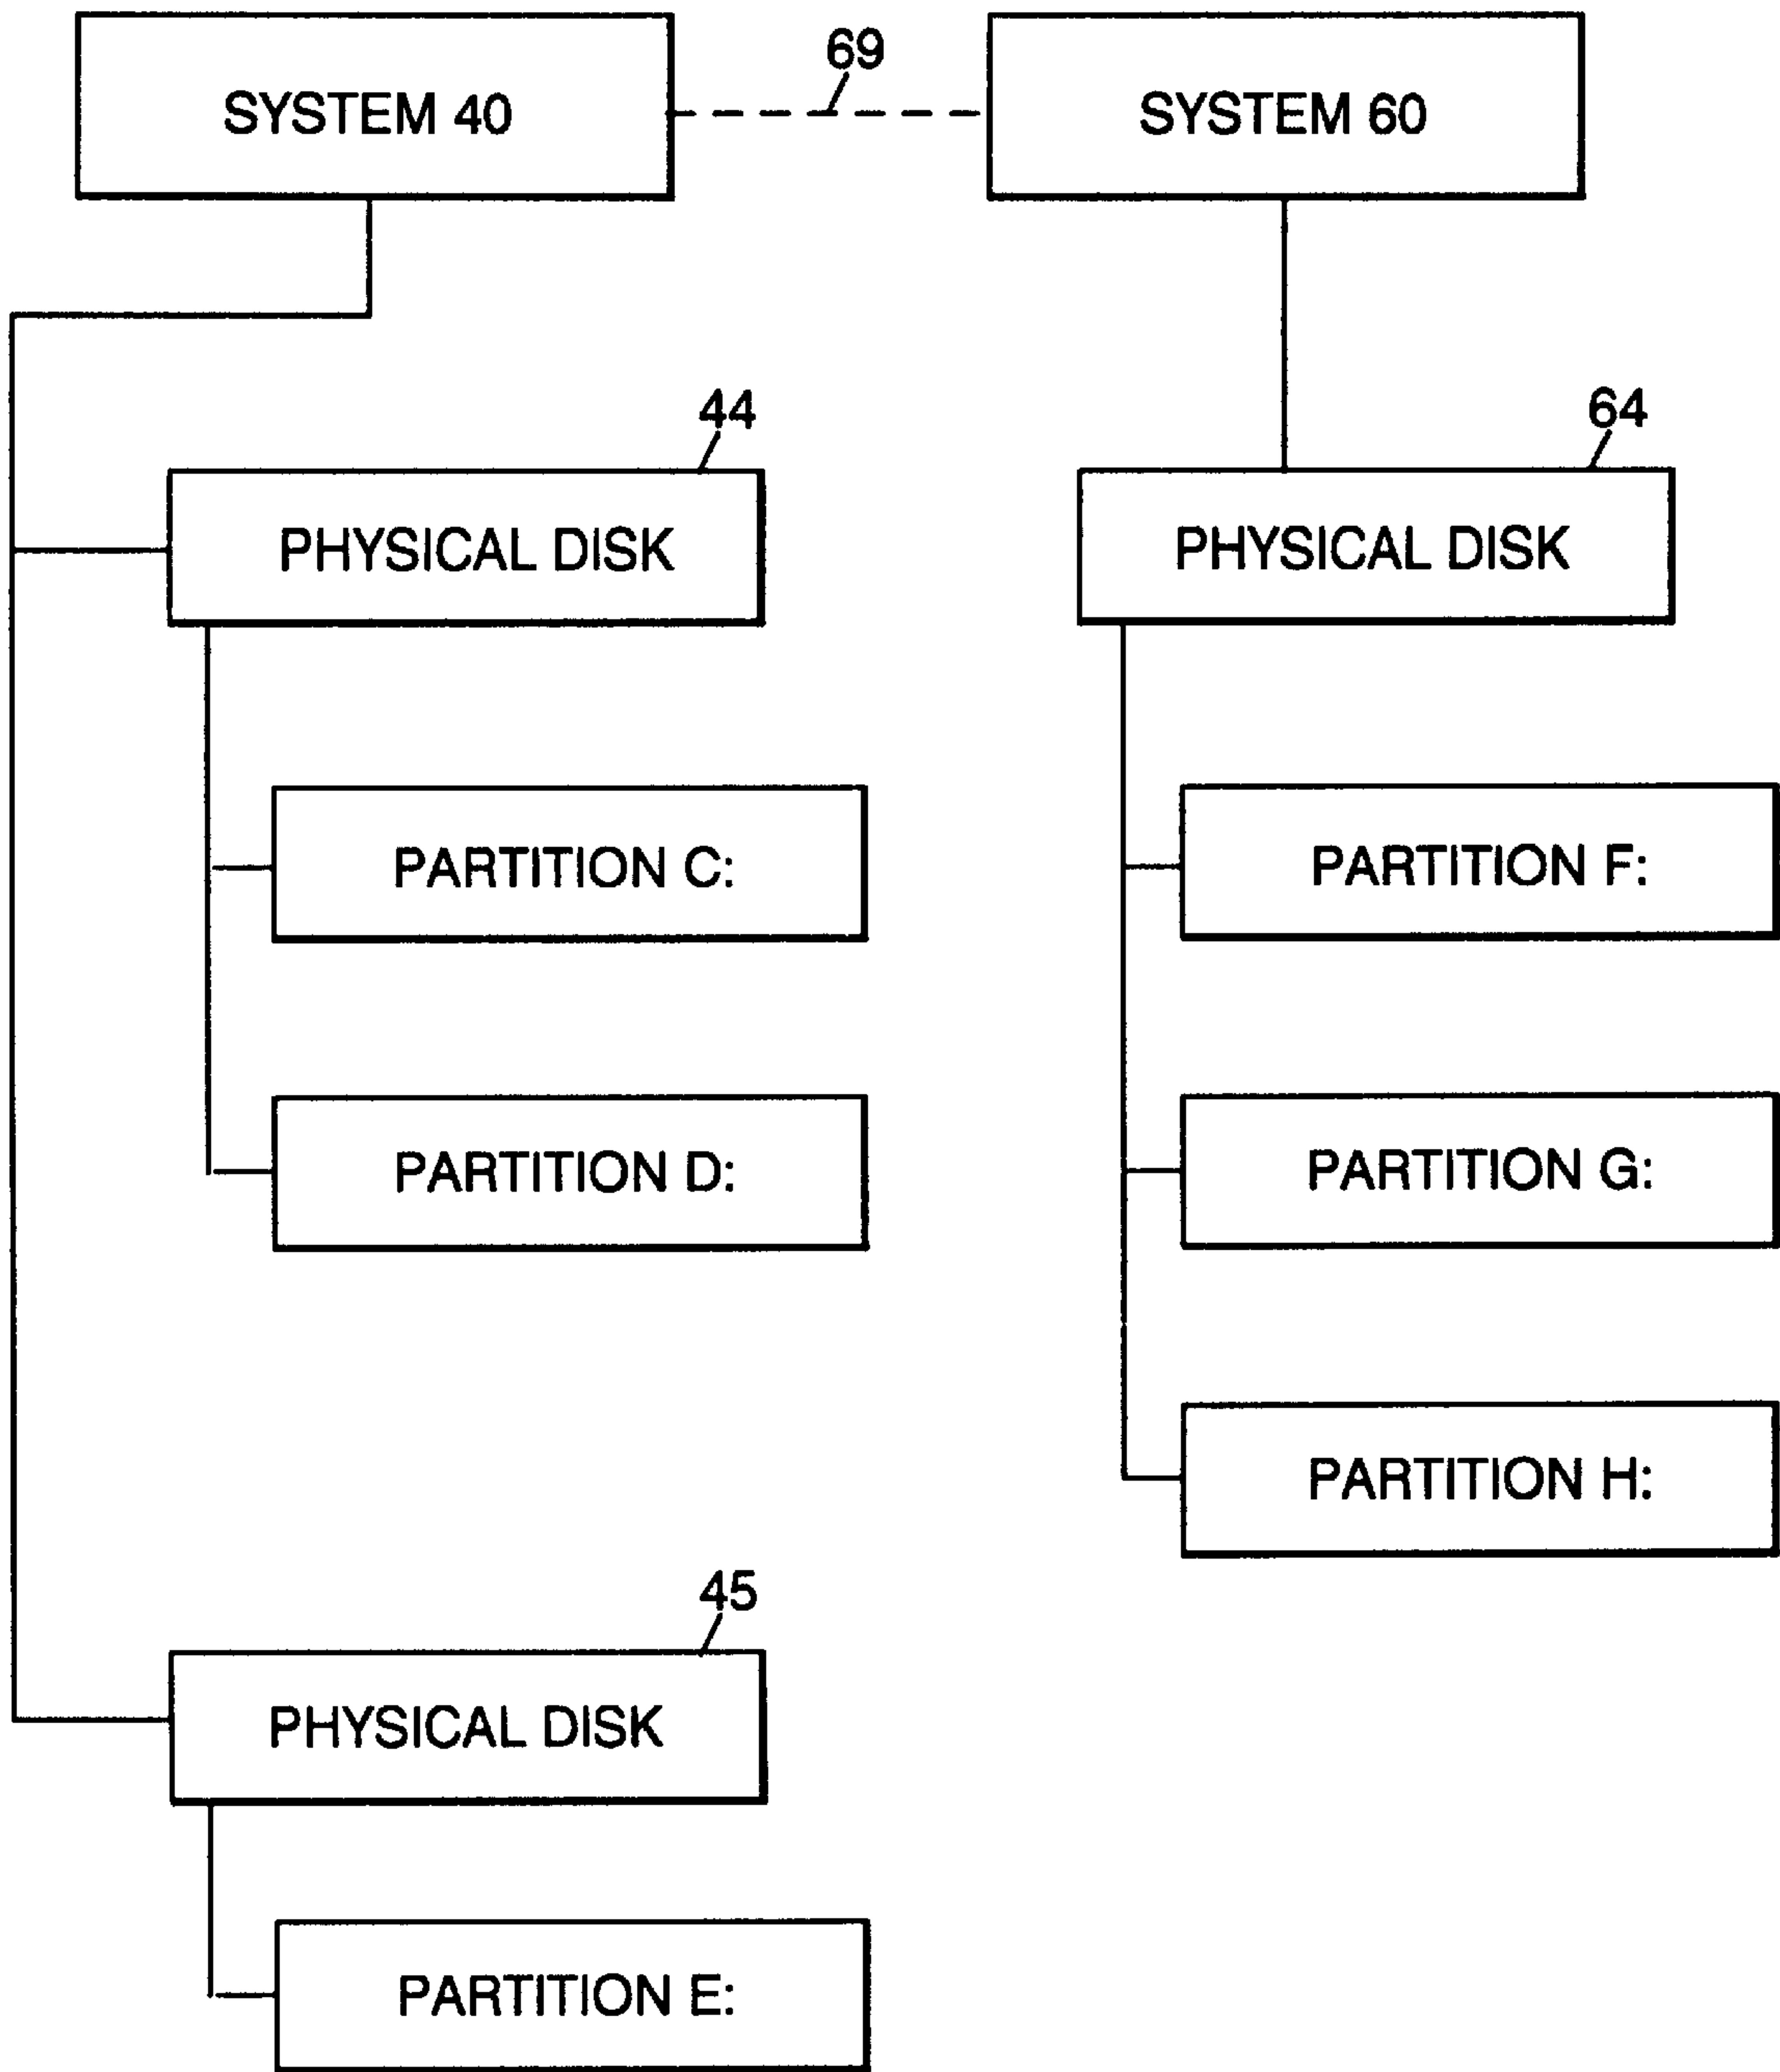 69
SYSTEM 40
SYSTEM 60
44
64
PHYSICAL DISK
PHYSICAL DISK
PARTITION C:
PARTITION F:
PARTITION D:
PARTITION G:
PARTITION H:
45
PHYSICAL DISK
PARTITION E: